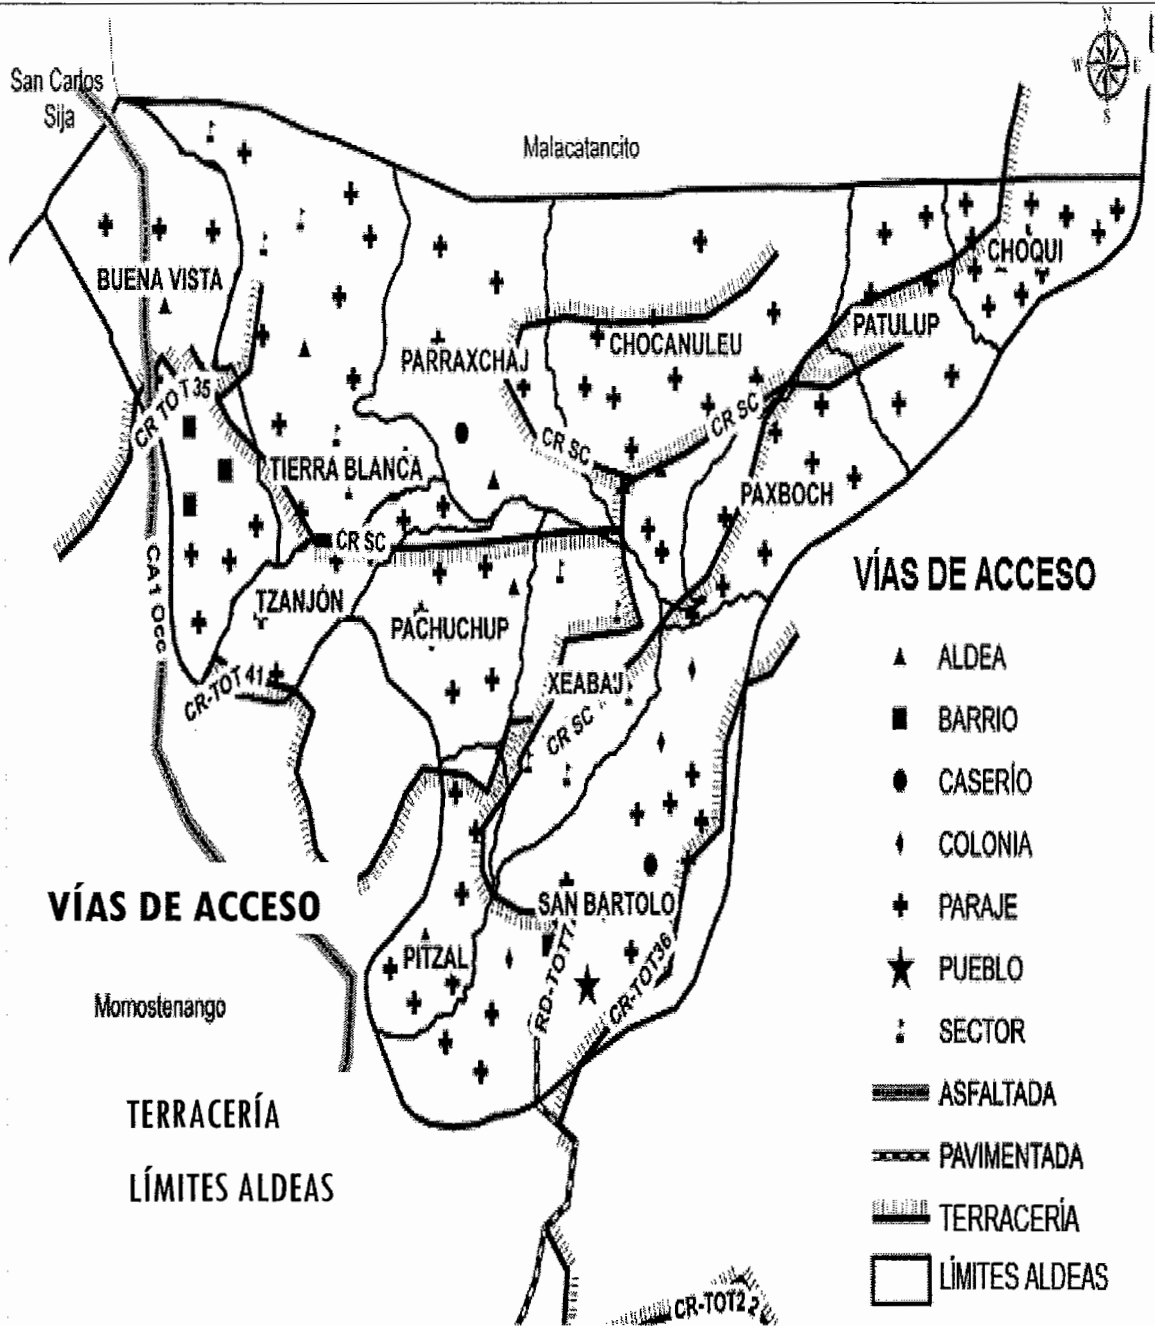 N
W
E
S
San Carlos
Sija
Malacatancito
CHOQUI
BUENA VISTA
PATULUP
CHOCANULEU
PARRAXCHAJ
CR TOT 35
CR SC
CR SC
TIERRA BLANCA
PAXBOCH
CR SC
CA1 Occ
TZANJÓN
PACHUCHUP
XEABAJ
CR-TOT 41
CR SC
SAN BARTOLO
PITZAL
RD-TOT7
CR-TOT36
VÍAS DE ACCESO
Momostenango
TERRACERÍA
LÍMITES ALDEAS
VÍAS DE ACCESO
ALDEA
BARRIO
CASERÍO
COLONIA
PARAJE
PUEBLO
SECTOR
ASFALTADA
PAVIMENTADA
TERRACERÍA
LÍMITES ALDEAS
CR-TOT22